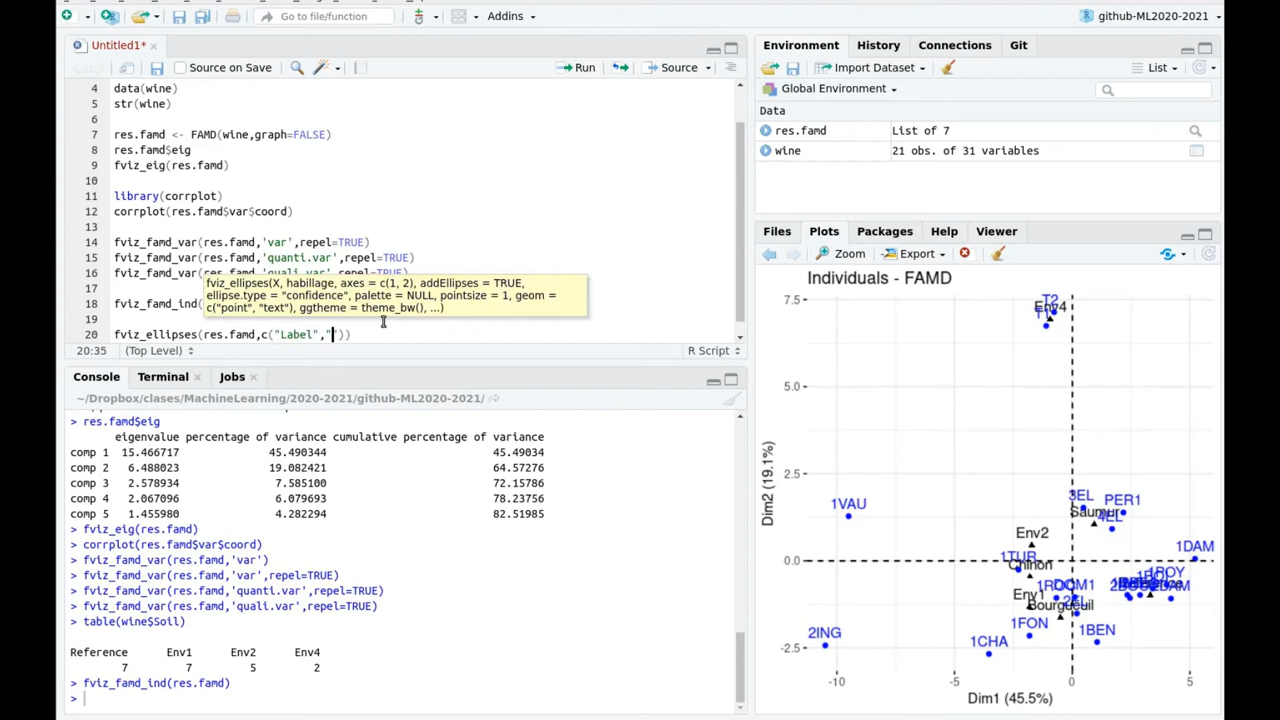 Go to file/function
Addins
github-ML2020-2021
Untitled1*
Source on Save
Run
Source
4 data(wine)
5 str(wine)
6
7 res.famd <- FAMD(wine,graph=FALSE)
8 res.famd$eig
9 fviz_eig(res.famd)
10
11 library(corrplot)
12 corrplot(res.famd$var$coord)
13
14 fviz_famd_var(res.famd,'var',repel=TRUE)
15 fviz_famd_var(res.famd,'quanti.var',repel=TRUE)
16 fviz_famd_var(res.famd,'quali.var',repel=TRUE)
17
fviz_ellipses(X, habillage, axes = c(1, 2), addEllipses = TRUE,
ellipse.type = "confidence", palette = NULL, pointsize = 1, geom =
c("point", "text"), ggtheme = theme_bw(), ...)
18 fviz_famd_ind(
19
20 fviz_ellipses(res.famd,c("Label",""))
20:35
(Top Level)
R Script
Console
Terminal
Jobs
~/Dropbox/clases/MachineLearning/2020-2021/github-ML2020-2021/
> res.famd$eig
eigenvalue percentage of variance cumulative percentage of variance
comp 1 15.466717 45.490344 45.49034
comp 2 6.488023 19.082421 64.57276
comp 3 2.578934 7.585100 72.15786
comp 4 2.067096 6.079693 78.23756
comp 5 1.455980 4.282294 82.51985
> fviz_eig(res.famd)
> corrplot(res.famd$var$coord)
> fviz_famd_var(res.famd,'var')
> fviz_famd_var(res.famd,'var',repel=TRUE)
> fviz_famd_var(res.famd,'quanti.var',repel=TRUE)
> fviz_famd_var(res.famd,'quali.var',repel=TRUE)
> table(wine$Soil)
Reference Env1 Env2 Env4
7 7 5 2
> fviz_famd_ind(res.famd)
>
Environment
History
Connections
Git
Import Dataset
List
Global Environment
Data
res.famd List of 7
wine 21 obs. of 31 variables
Files
Plots
Packages
Help
Viewer
Zoom
Export
Individuals - FAMD
7.5
5.0
2.5
0.0
-2.5
Dim2 (19.1%)
T2
Env4
T1
1VAU
3EL
PER1
Saumur
4EL
Env2
1DAM
1TUR
Chinon
1ROY
DOM1
Env1
Bourgueuil
1FON
1BEN
2ING
1CHA
-10
-5
0
5
Dim1 (45.5%)